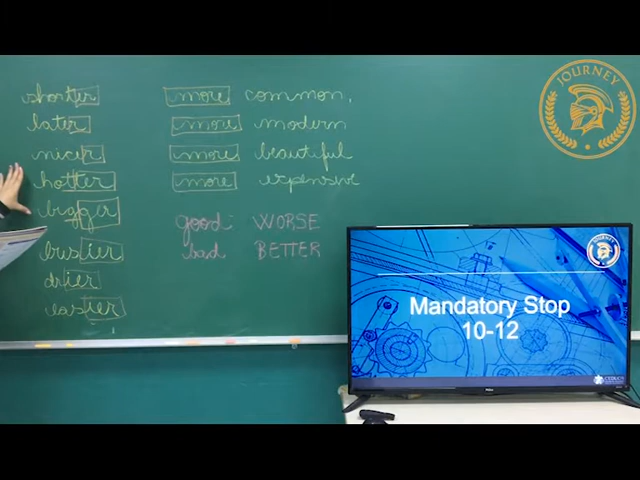 shorter
later
nicer
hotter
bigger
busier
drier
easier
more common.
more modern
more beautiful
more expensive
good: WORSE
bad BETTER
JOURNEY
Mandatory Stop
10-12